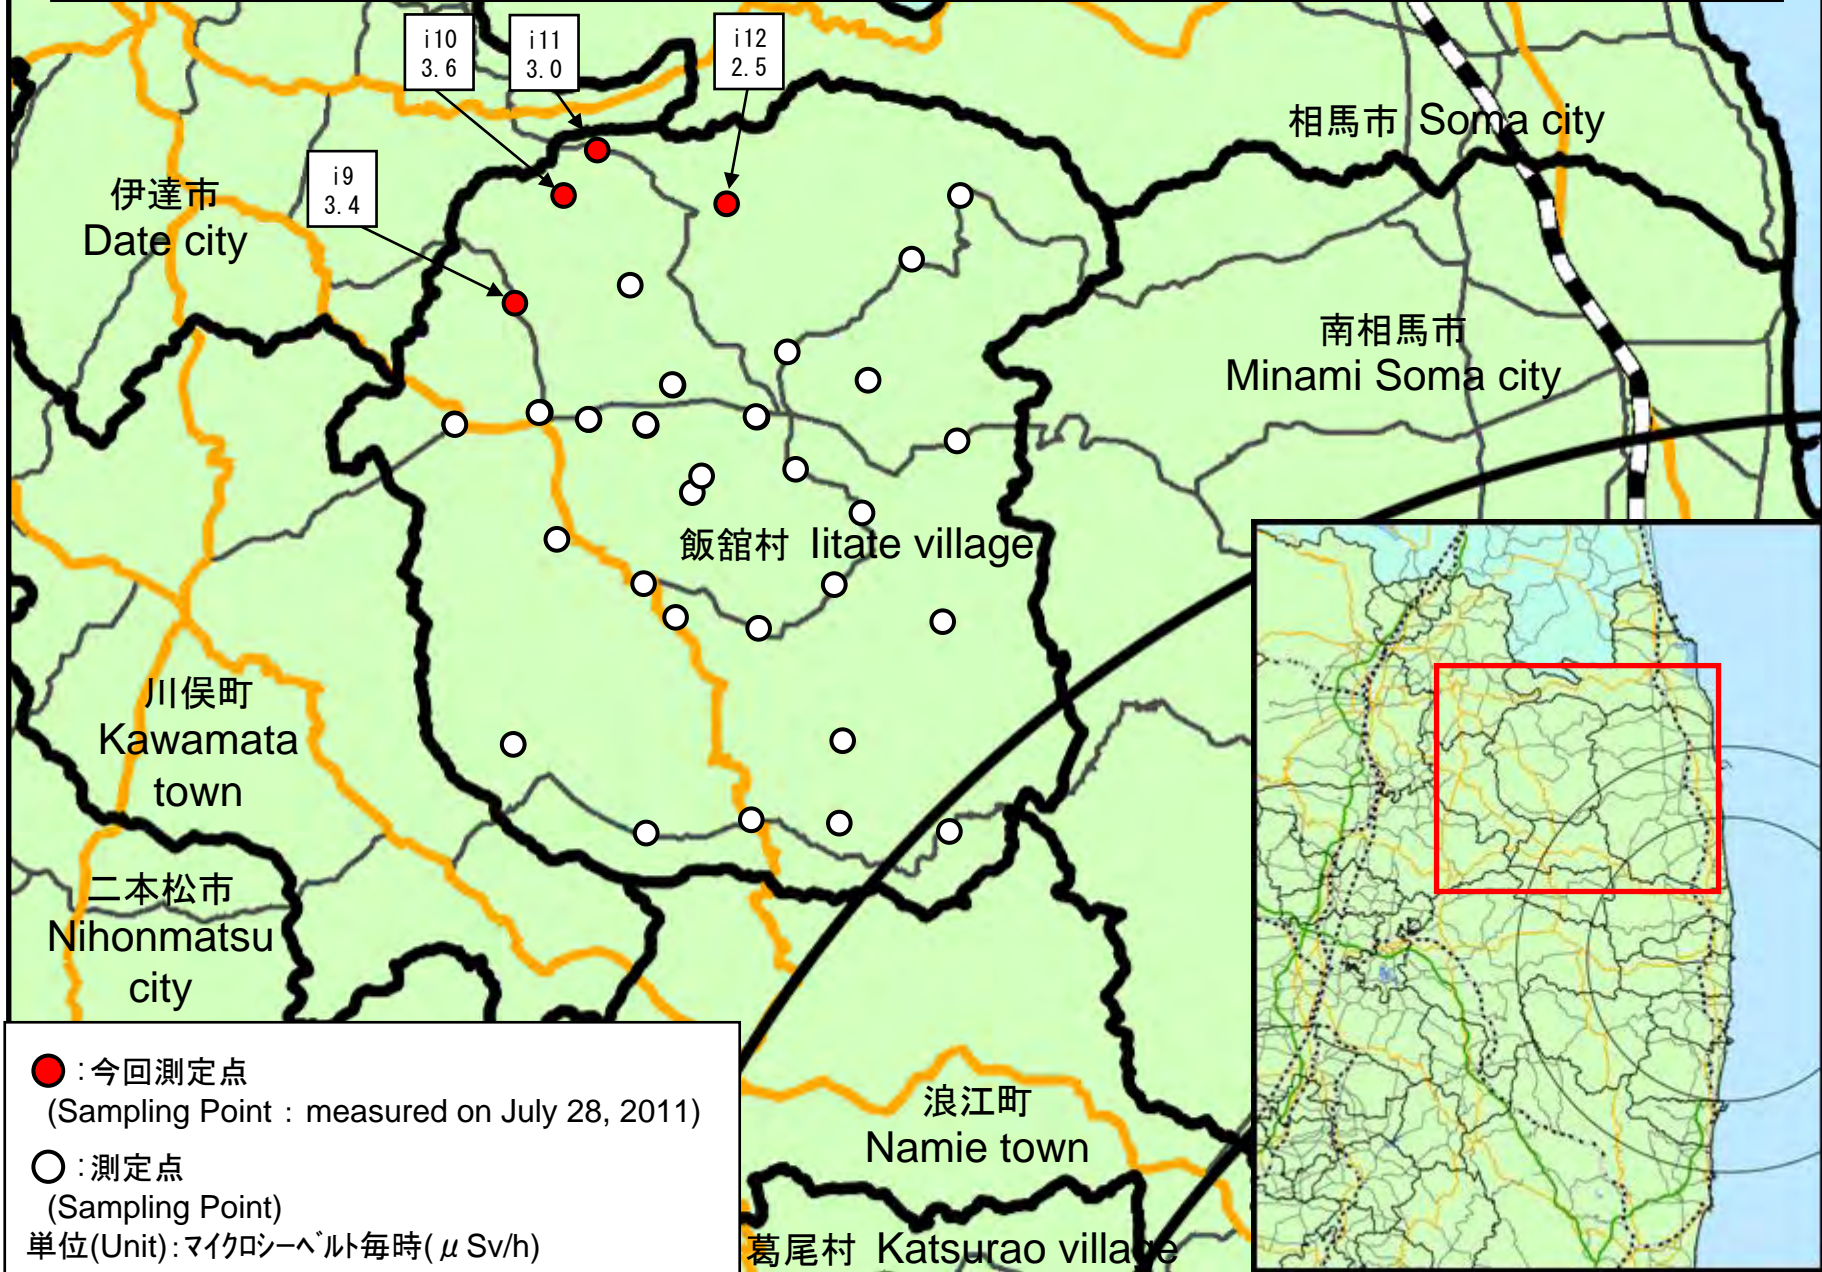 i10
3.6
i11
3.0
i12
2.5
i9
3.4
相馬市 Soma city
伊達市
Date city
南相馬市
Minami Soma city
飯舘村 Iitate village
川俣町
Kawamata
town
二本松市
Nihonmatsu
city
浪江町
Namie town
葛尾村 Katsurao village
：今回測定点
(Sampling Point：measured on July 28, 2011)
：測定点
(Sampling Point)
単位(Unit)：マイクロシーベルト毎時(μSv/h)